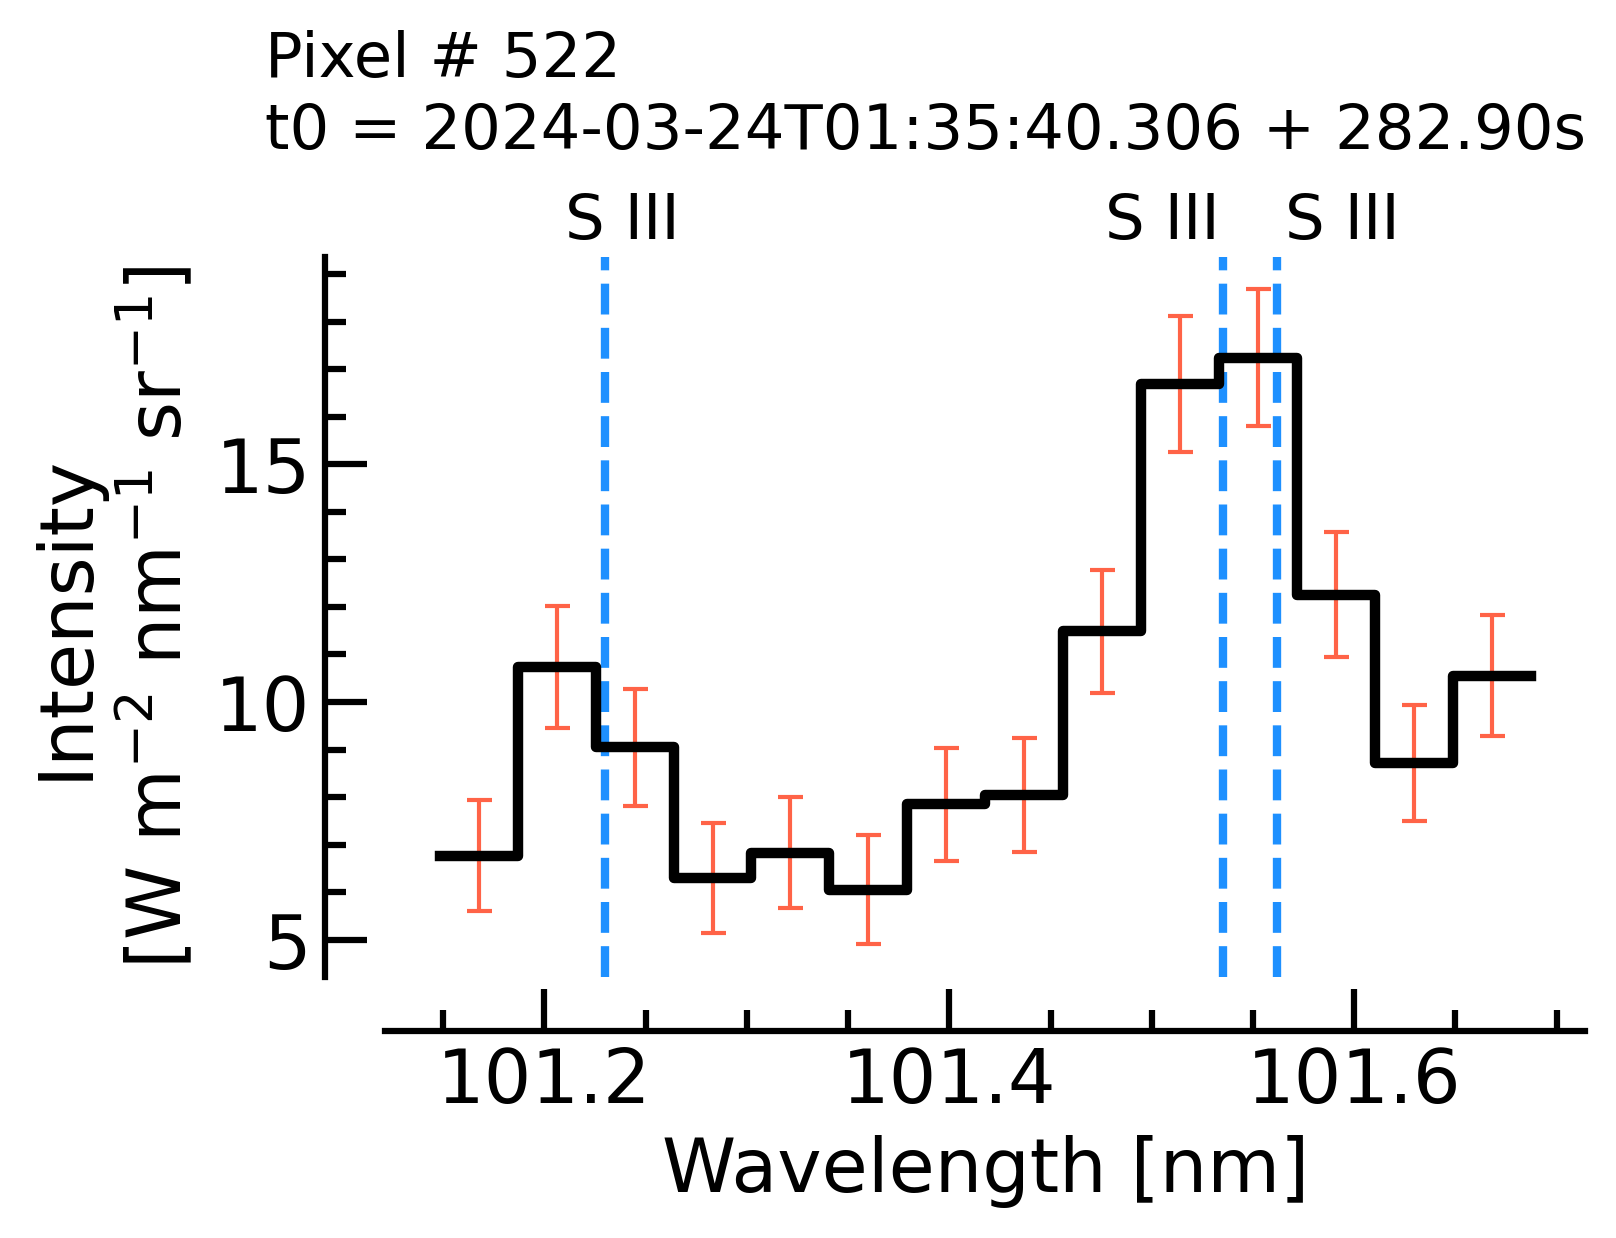 Pixel # 522
t0 = 2024-03-24T01:35:40.306 + 282.90s
S III
S III
S III
Intensity
[W m⁻² nm⁻¹ sr⁻¹]
15
10
5
101.2
101.4
101.6
Wavelength [nm]